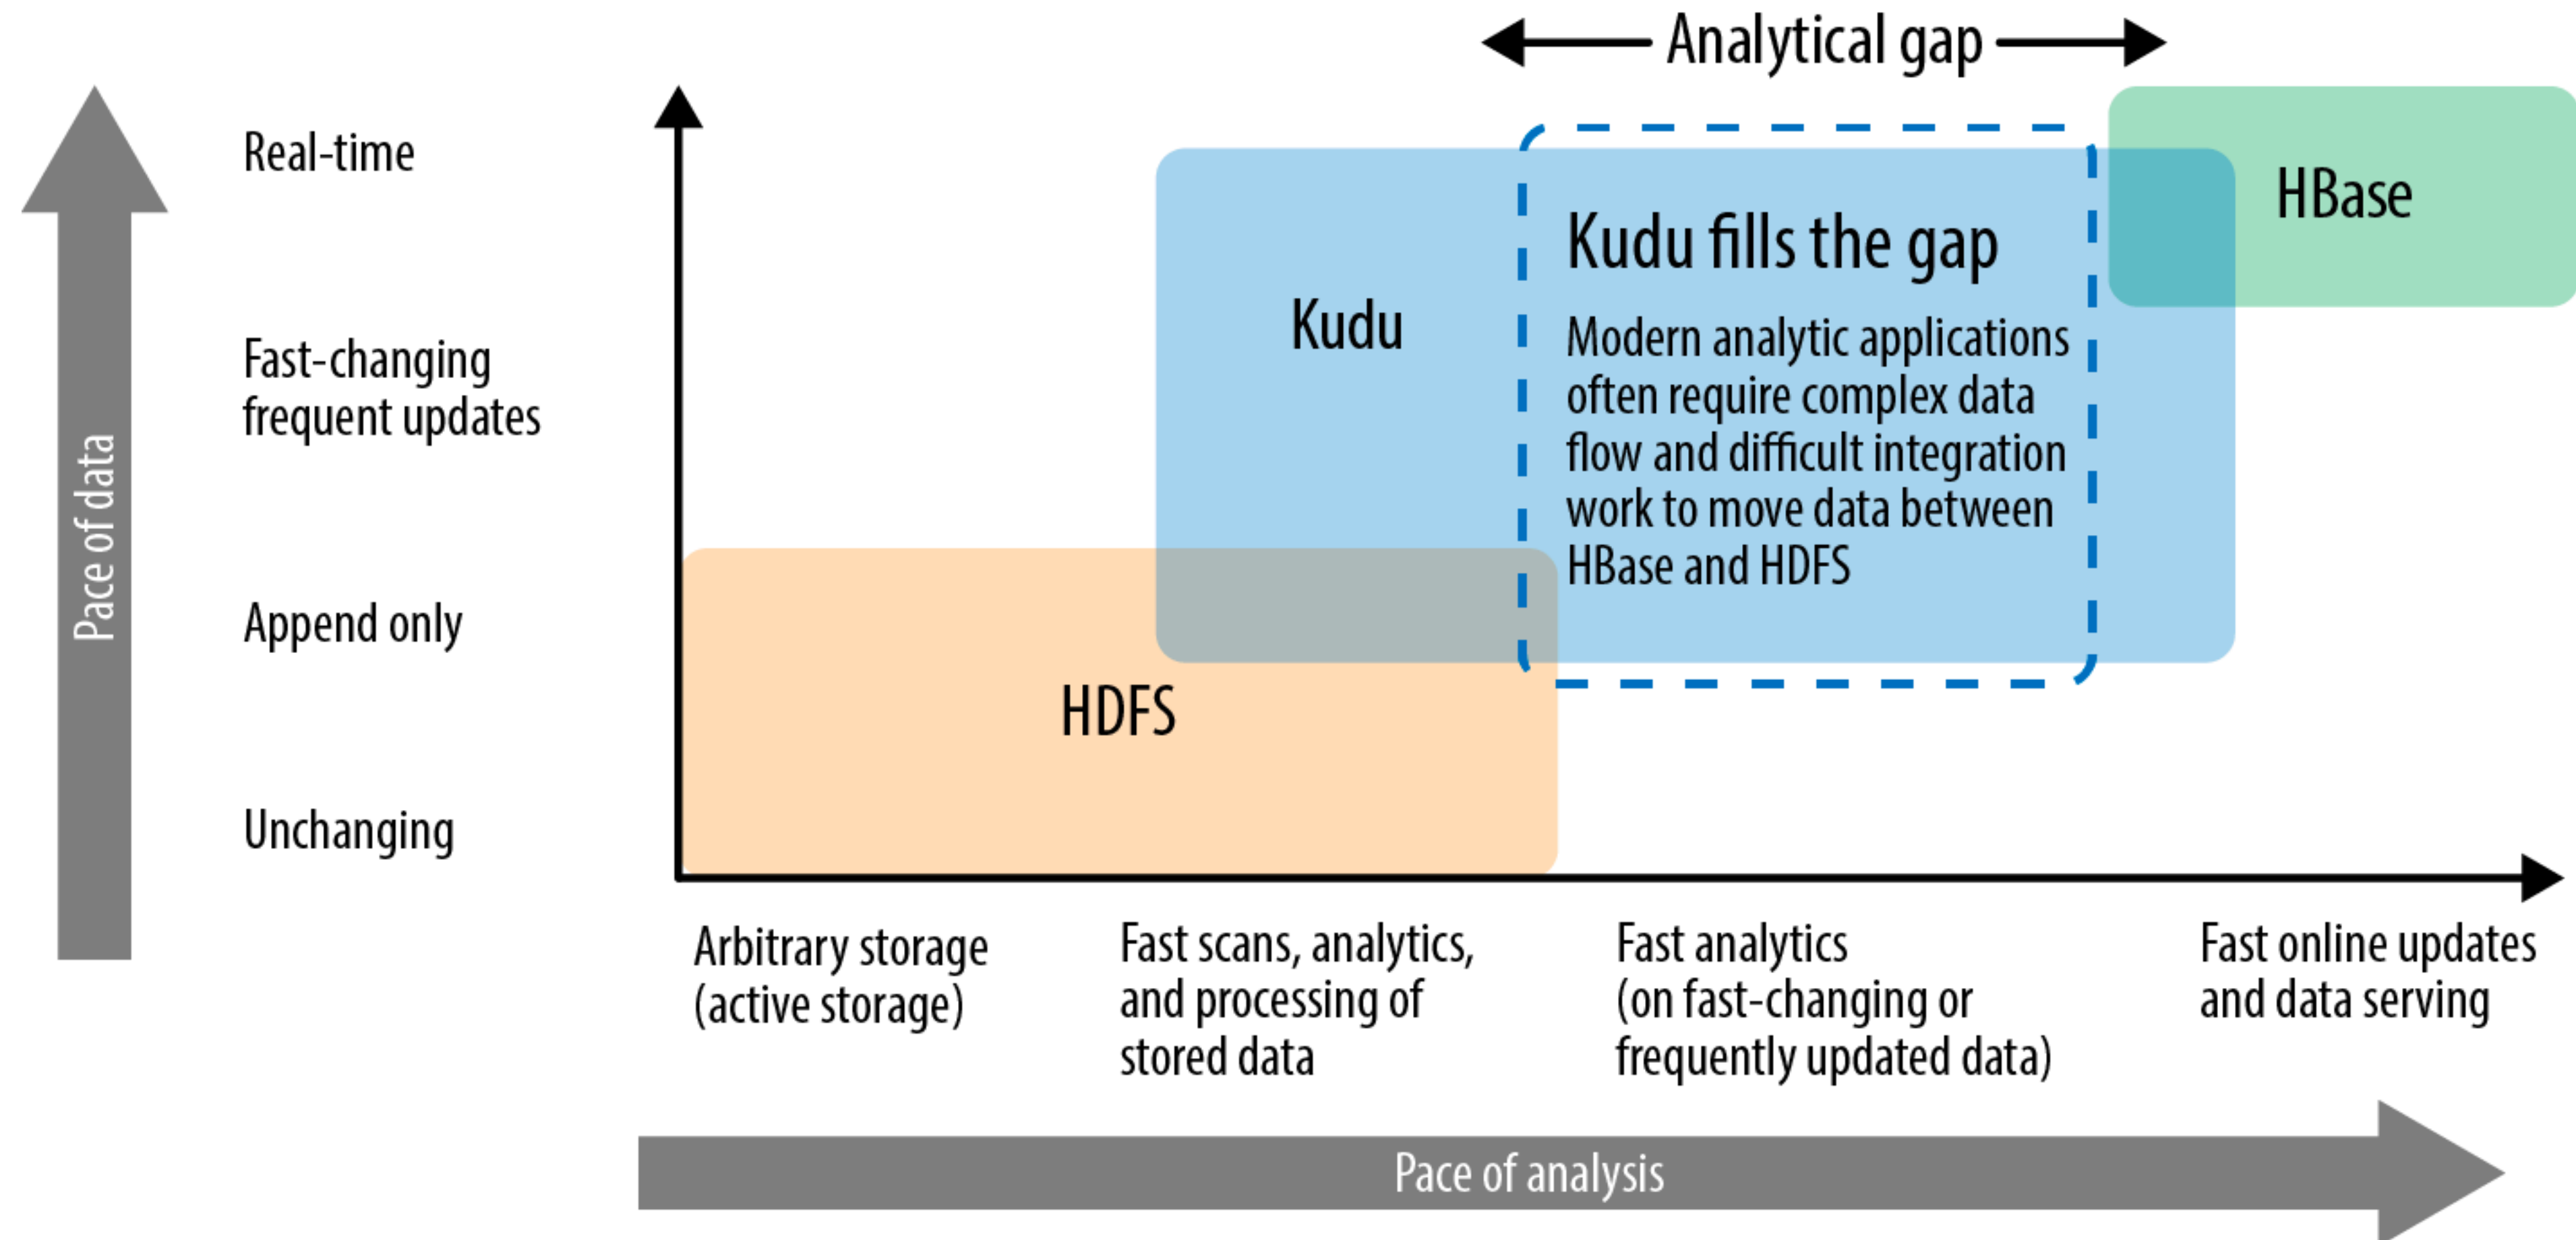 Analytical gap
Real-time
Fast-changing
frequent updates
Append only
Unchanging
Pace of data
Kudu
Kudu fills the gap
Modern analytic applications
often require complex data
flow and difficult integration
work to move data between
HBase and HDFS
HBase
HDFS
Arbitrary storage
(active storage)
Fast scans, analytics,
and processing of
stored data
Fast analytics
(on fast-changing or
frequently updated data)
Fast online updates
and data serving
Pace of analysis